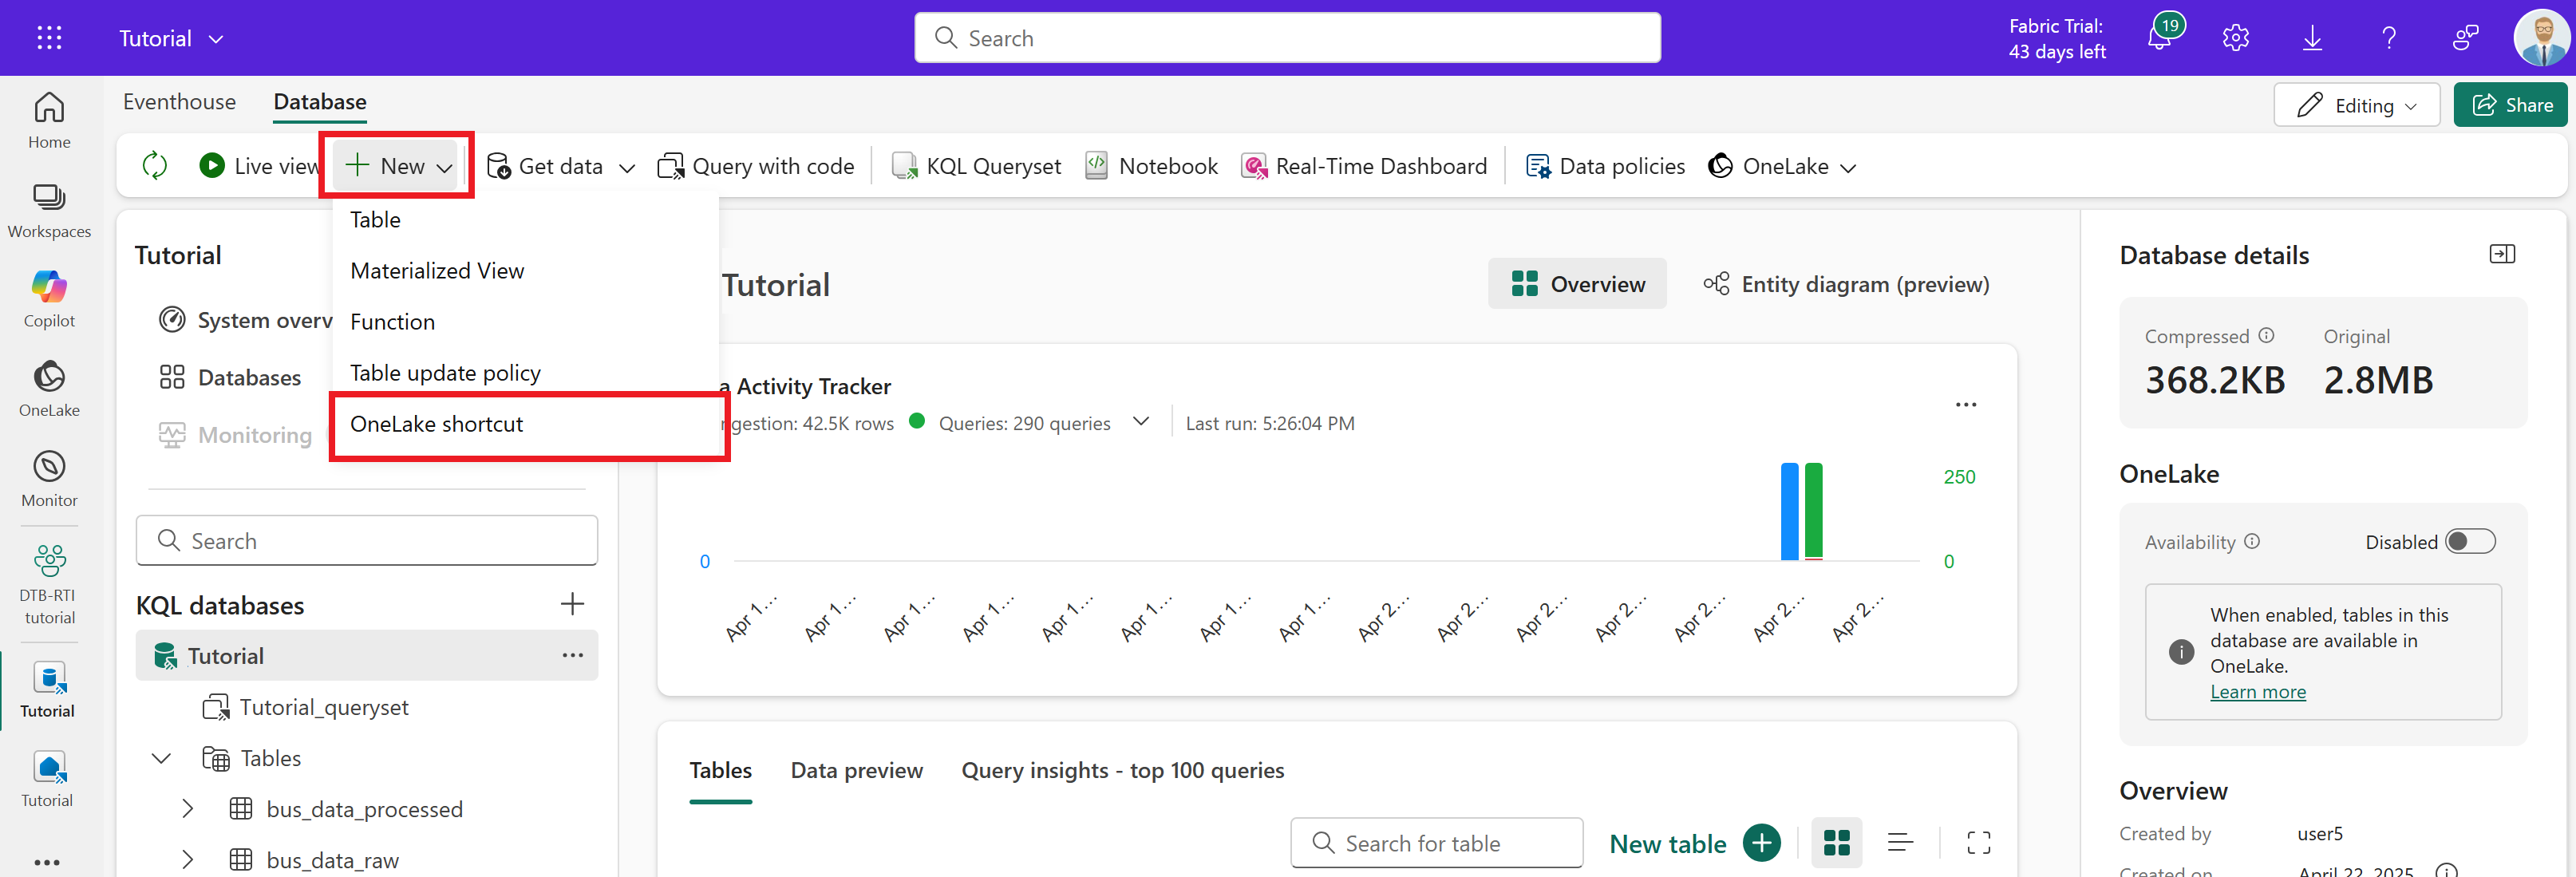 Tutorial
Search
Fabric Trial:
43 days left
19
Home
Workspaces
Copilot
OneLake
Monitor
DTB-RTI
tutorial
Tutorial
Tutorial
Eventhouse
Database
Editing
Share
Live view
New
Get data
Query with code
KQL Queryset
Notebook
Real-Time Dashboard
Data policies
OneLake
Table
Materialized View
Function
Table update policy
OneLake shortcut
Tutorial
System overv
Databases
Monitoring
Search
KQL databases
Tutorial
Tutorial_queryset
Tables
bus_data_processed
bus_data_raw
Tutorial
Overview
Entity diagram (preview)
a Activity Tracker
gestion: 42.5K rows
Queries: 290 queries
Last run: 5:26:04 PM
250
0
0
Apr 1...
Apr 1...
Apr 1...
Apr 1...
Apr 1...
Apr 1...
Apr 1...
Apr 1...
Apr 2...
Apr 2...
Apr 2...
Apr 2...
Apr 2...
Apr 2...
Apr 2...
Tables
Data preview
Query insights - top 100 queries
Search for table
New table
Database details
Compressed
Original
368.2KB
2.8MB
OneLake
Availability
Disabled
When enabled, tables in this
database are available in
OneLake.
Learn more
Overview
Created by
user5
Created on
April 22, 2025